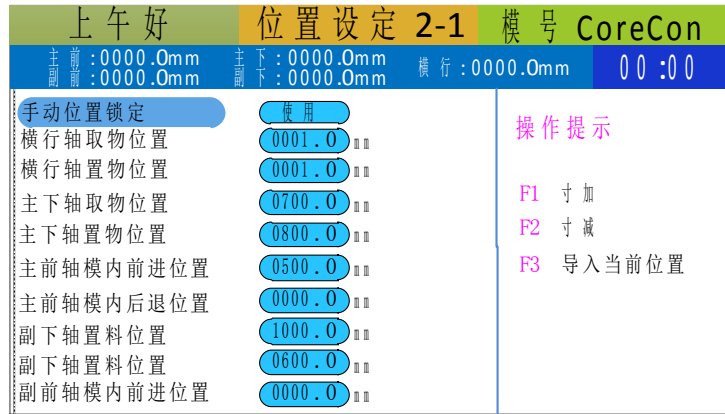 上午好 位置设定 2-1 模号 CoreCon
主前:0000.0mm 主下:0000.0mm 横行:0000.0mm 00:00
副前:0000.0mm 副下:0000.0mm
手动位置锁定 使用
横行轴取物位置 0001.0 mm
横行轴置物位置 0001.0 mm
主下轴取物位置 0700.0 mm
主下轴置物位置 0800.0 mm
主前轴模内前进位置 0500.0 mm
主前轴模内后退位置 0000.0 mm
副下轴置料位置 1000.0 mm
副下轴置料位置 0600.0 mm
副前轴模内前进位置 0000.0 mm
操作提示
F1 寸加
F2 寸减
F3 导入当前位置